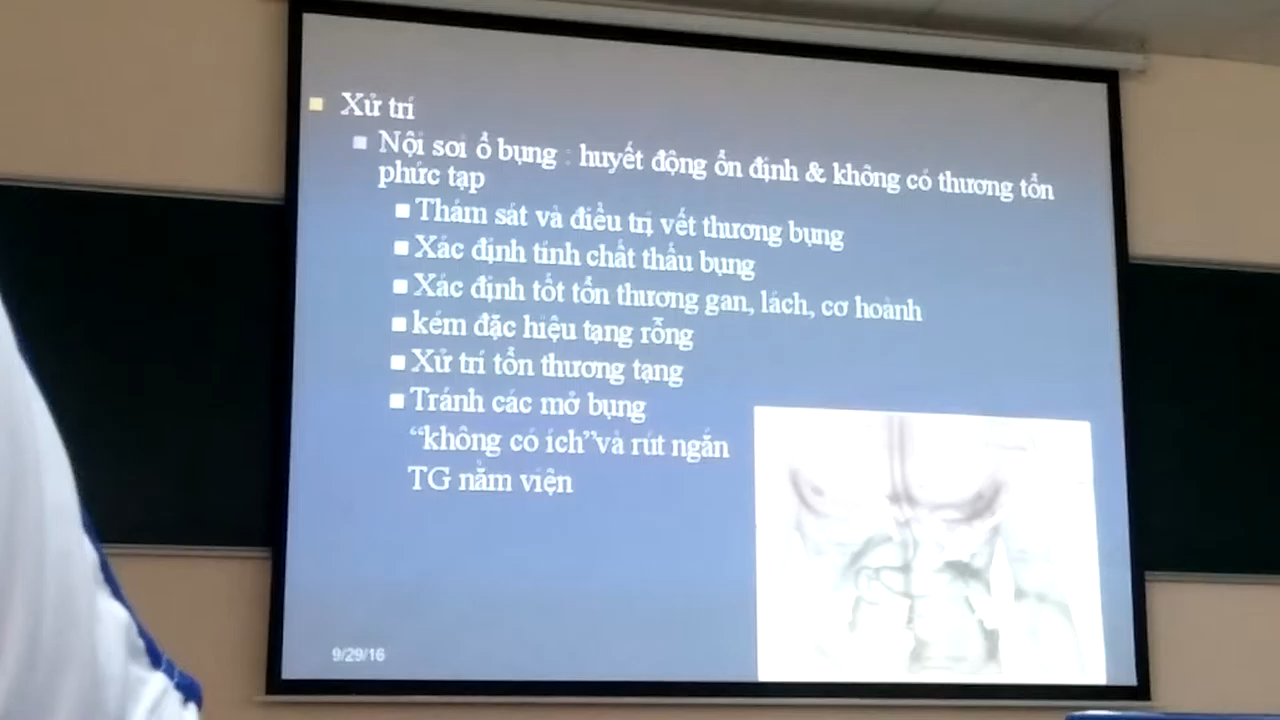 Xử trí
Nội soi ổ bụng : huyết động ổn định & không có thương tổn
phức tạp
Thám sát và điều trị vết thương bụng
Xác định tính chất thấu bụng
Xác định tốt tổn thương gan, lách, cơ hoành
kém đặc hiệu tạng rỗng
Xử trí tổn thương tạng
Tránh các mở bụng
“không có ích”và rút ngắn
TG nằm viện
9/29/16